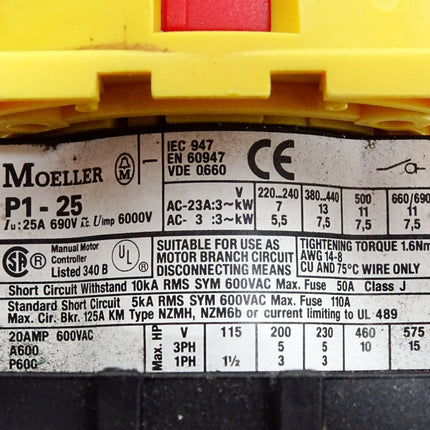 MOELLER
P1-25
Iu:25A 690V Uimp 6000V
IEC 947
EN 60947
VDE 0660
CE
V 220...240 380...440 500 660/690
AC-23A:3~kW 7 13 11 11
AC- 3 :3~kW 5,5 7,5 7,5 7,5
SA
Manual Motor
Controller
Listed 340 B
UL
SUITABLE FOR USE AS
MOTOR BRANCH CIRCUIT
DISCONNECTING MEANS
TIGHTENING TORQUE 1.6Nm
AWG 14-8
CU AND 75°C WIRE ONLY
Short Circuit Withstand 10kA RMS SYM 600VAC Max. Fuse 50A Class J
Standard Short Circuit 5kA RMS SYM 600VAC Max. Fuse 110A
Max. Cir. Bkr. 125A KM Type NZMH, NZM6b or current limiting to UL 489
20AMP 600VAC
A600
P600
Max. HP
V 115 200 230 460 575
3PH 5 5 10 15
1PH 1½ 3 3